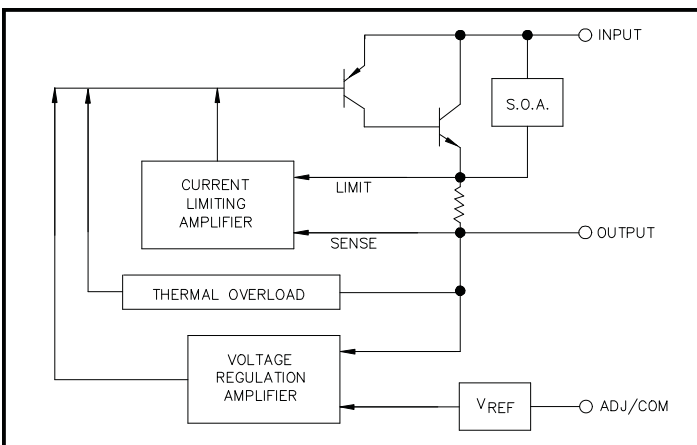 INPUT
S.O.A.
CURRENT
LIMITING
AMPLIFIER
LIMIT
SENSE
OUTPUT
THERMAL OVERLOAD
VOLTAGE
REGULATION
AMPLIFIER
VREF
ADJ/COM